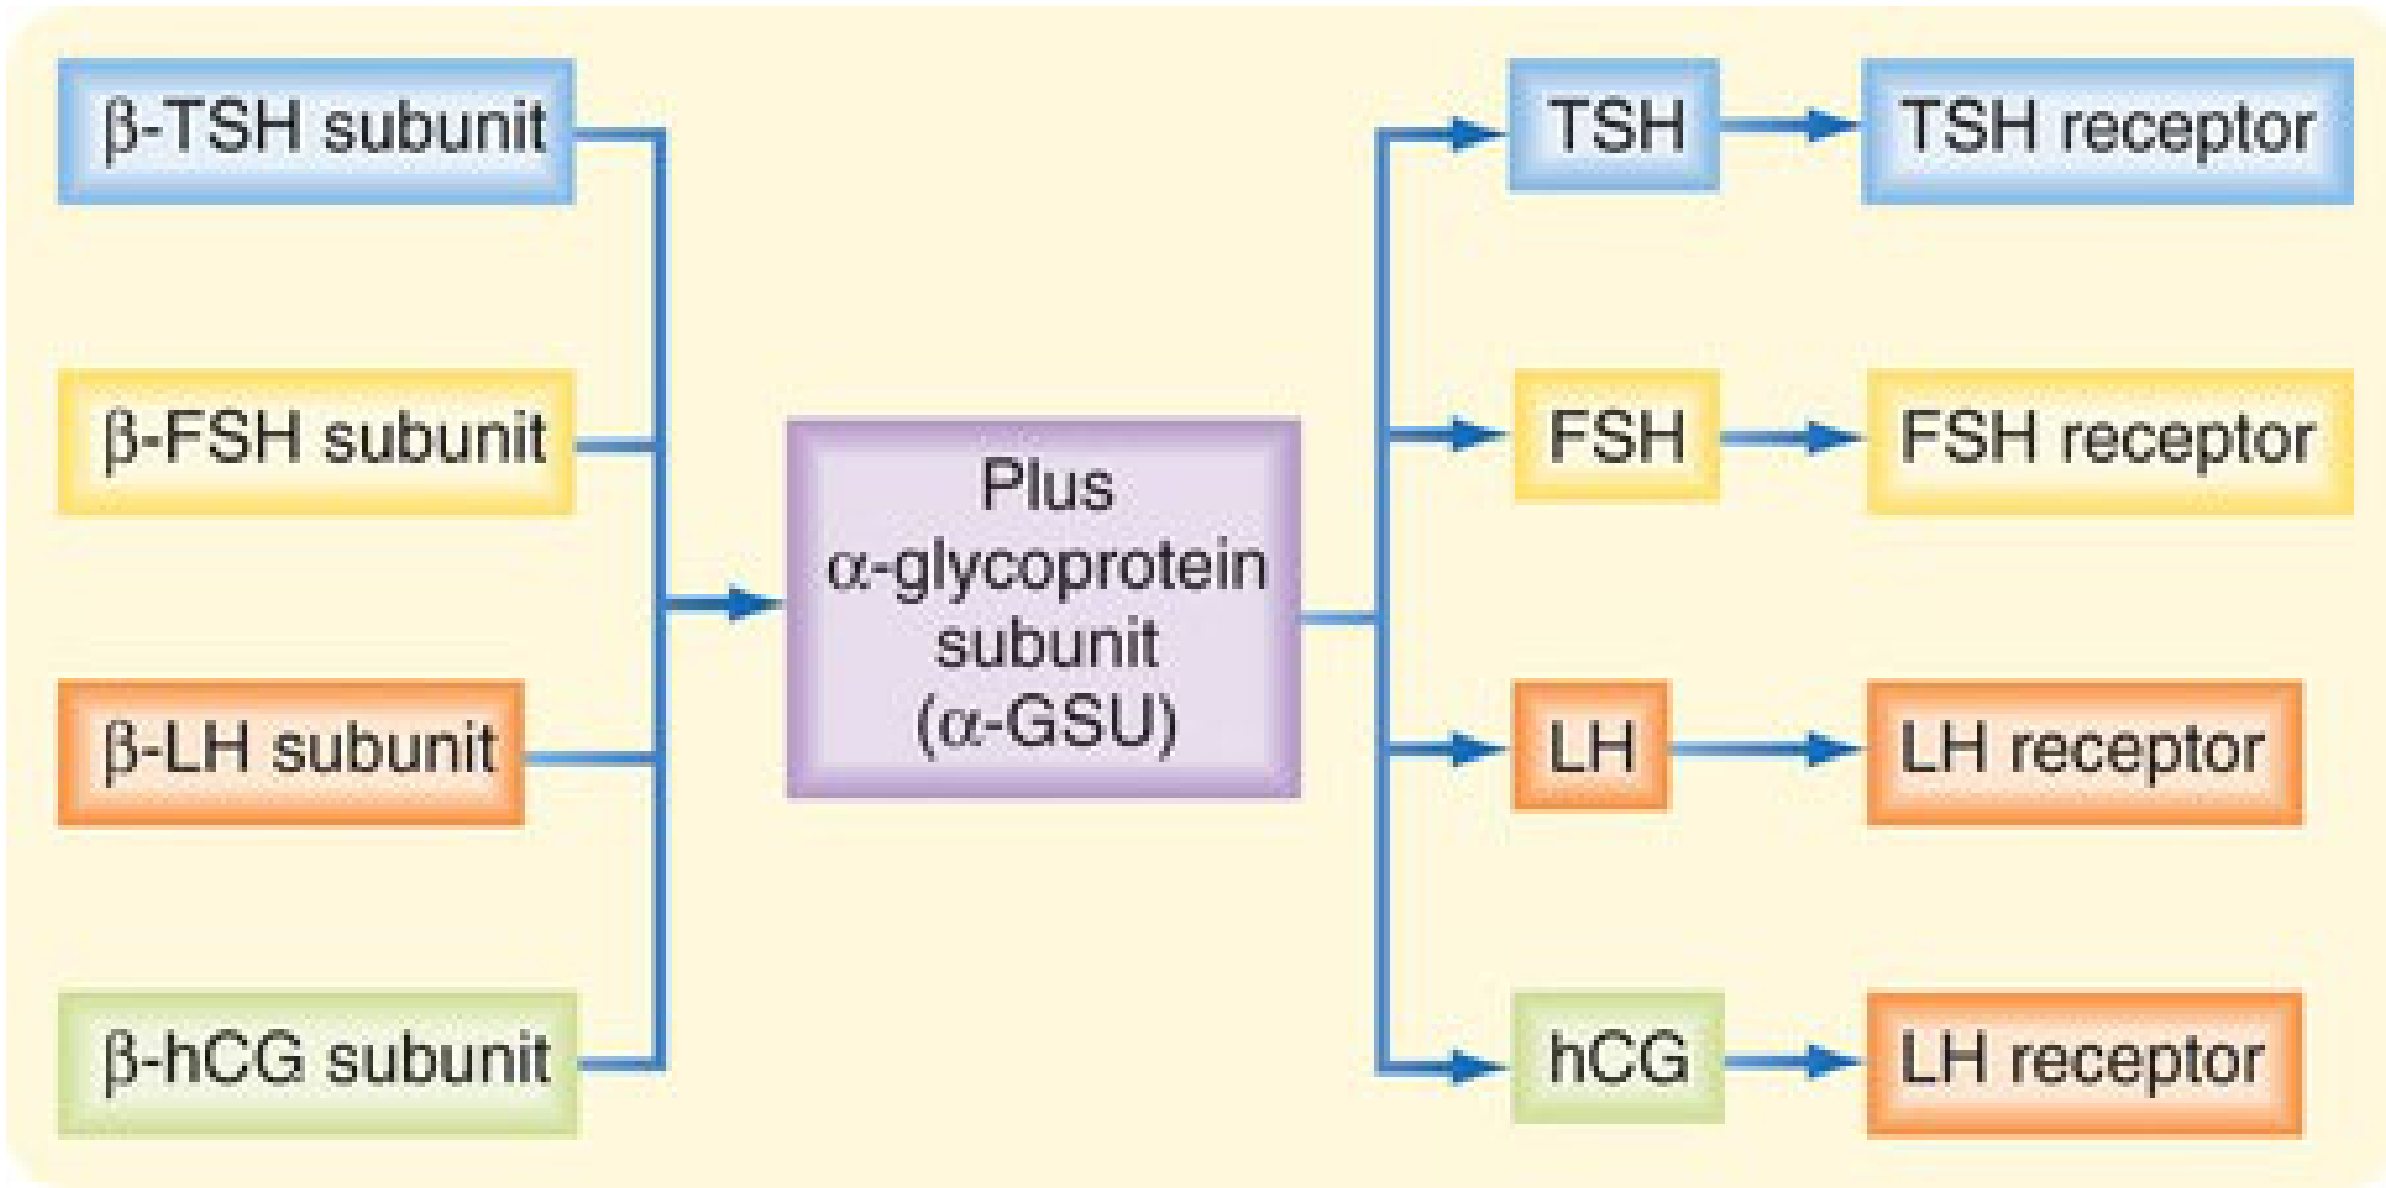 β-TSH subunit
β-FSH subunit
β-LH subunit
β-hCG subunit
Plus
α-glycoprotein
subunit
(α-GSU)
TSH
TSH receptor
FSH
FSH receptor
LH
LH receptor
hCG
LH receptor